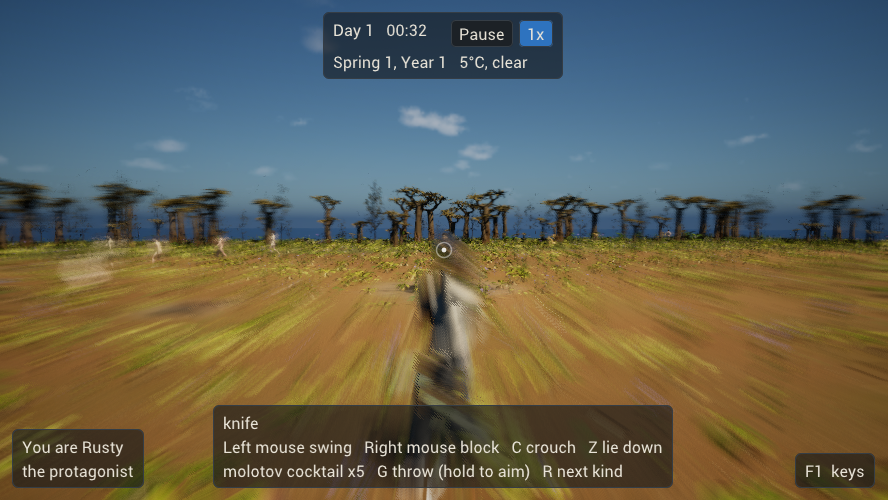 Day 1 00:32 Pause 1x
Spring 1, Year 1 5°C, clear
knife
Left mouse swing Right mouse block C crouch Z lie down
molotov cocktail x5 G throw (hold to aim) R next kind
You are Rusty
the protagonist
F1 keys